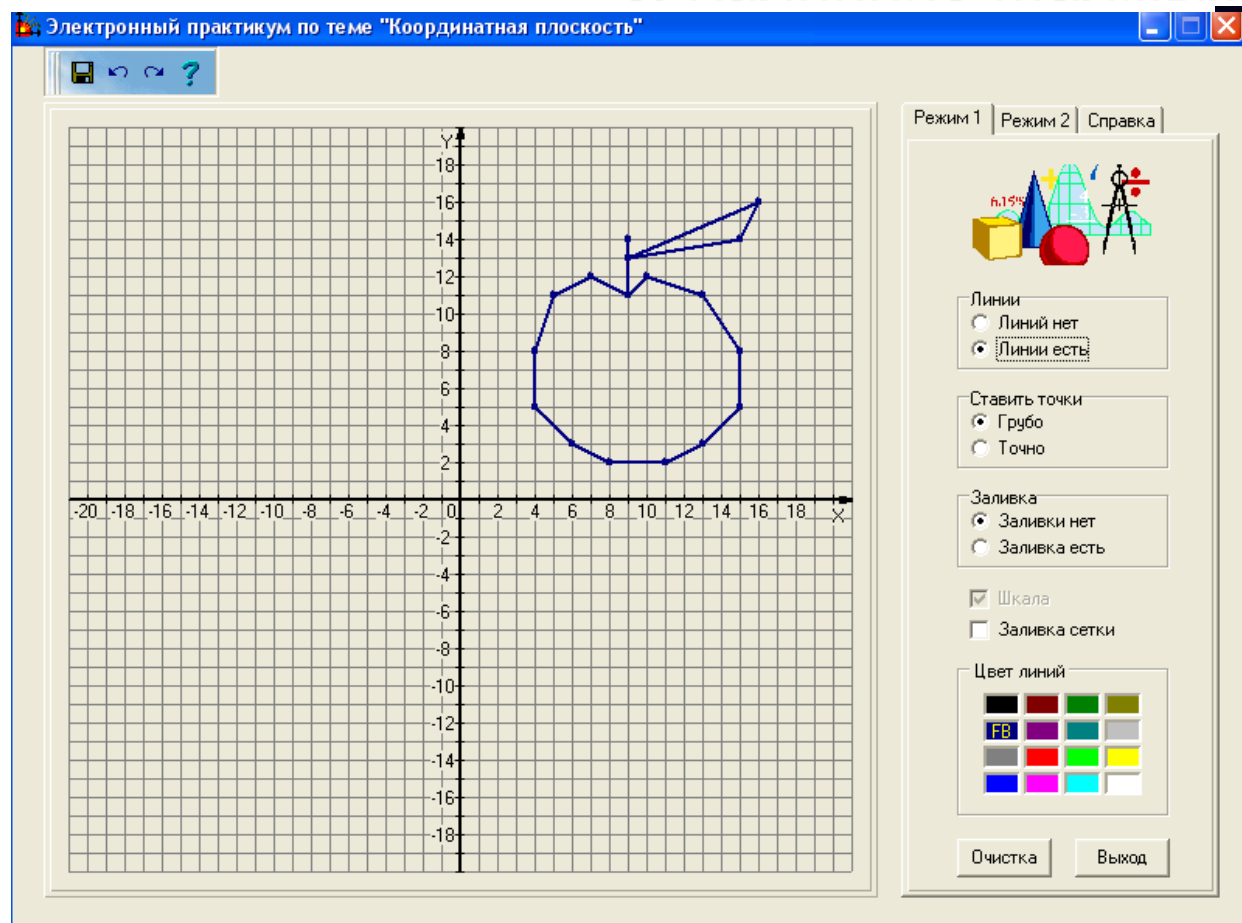 Электронный практикум по теме "Координатная плоскость"
Режим 1 Режим 2 Справка
6.15%
Линии
Линий нет
Линии есть
Ставить точки
Грубо
Точно
Заливка
Заливки нет
Заливка есть
Шкала
Заливка сетки
Цвет линий
FB
Очистка Выход
Y
18
16
14
12
10
8
6
4
2
-20 -18 -16 -14 -12 -10 -8 -6 -4 -2 0 2 4 6 8 10 12 14 16 18 X
-2
-4
-6
-8
-10
-12
-14
-16
-18